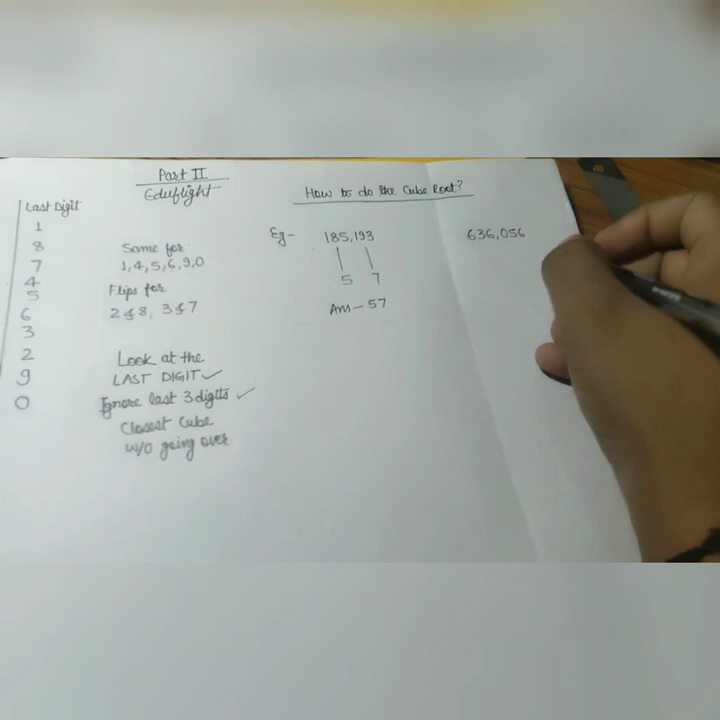 Part II
Eduflight
Last Digit
1
8
7
4
5
6
3
2
9
0
Same for
1,4,5,6,9,0
Flips for
2 & 8, 3 & 7
Look at the
LAST DIGIT ✓
Ignore last 3 digits ✓
Closest Cube
w/o going over
How to do the Cube Root?
Eg- 185,193
5 7
Ans - 57
636,056